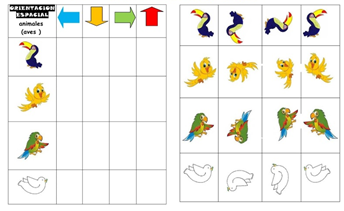 ORIENTACION
ESPACIAL
animales
(aves )